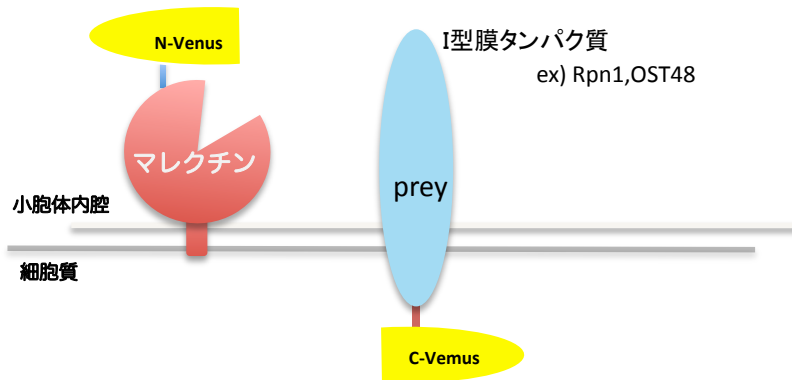 N-Venus
I型膜タンパク質
ex) Rpn1,OST48
マレクチン
prey
小胞体内腔
細胞質
C-Vemus